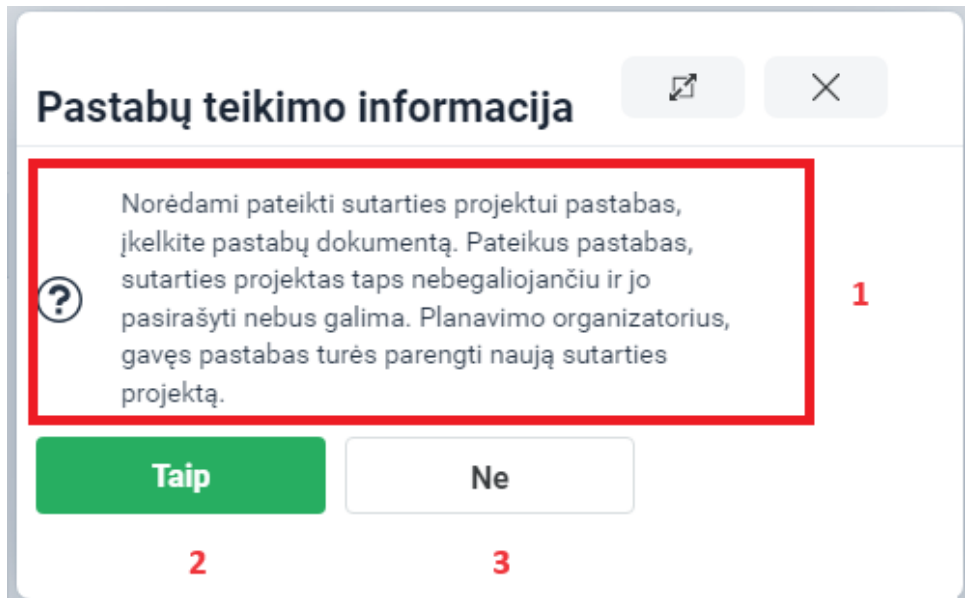 Pastabų teikimo informacija
Norėdami pateikti sutarties projektui pastabas,
įkelkite pastabų dokumentą. Pateikus pastabas,
sutarties projektas taps nebegaliojančiu ir jo
pasirašyti nebus galima. Planavimo organizatorius,
gavęs pastabas turės parengti naują sutarties
projektą.
1
Taip Ne
2 3